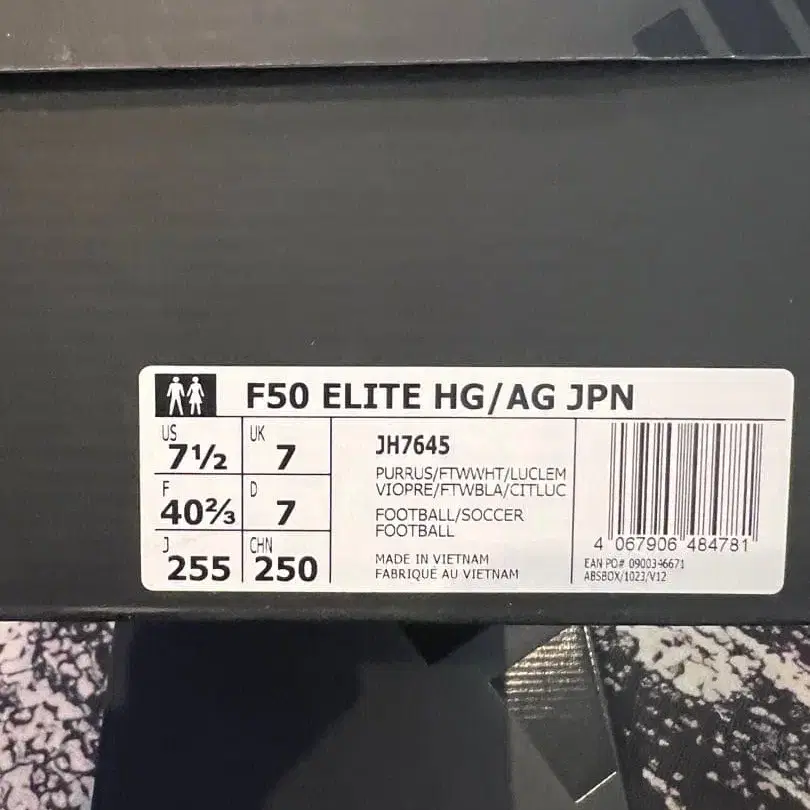 F50 ELITE HG/AG JPN
US 7½ UK 7
F 40⅔ D 7
J 255 CHN 250
JH7645
PURRUS/FTWWHT/LUCLEM
VIOPRE/FTWBLA/CITLUC
FOOTBALL/SOCCER
FOOTBALL
MADE IN VIETNAM
FABRIQUÉ AU VIETNAM
4 067906 484781
EAN PO# 0900346671
ABSBOX/1023/V12